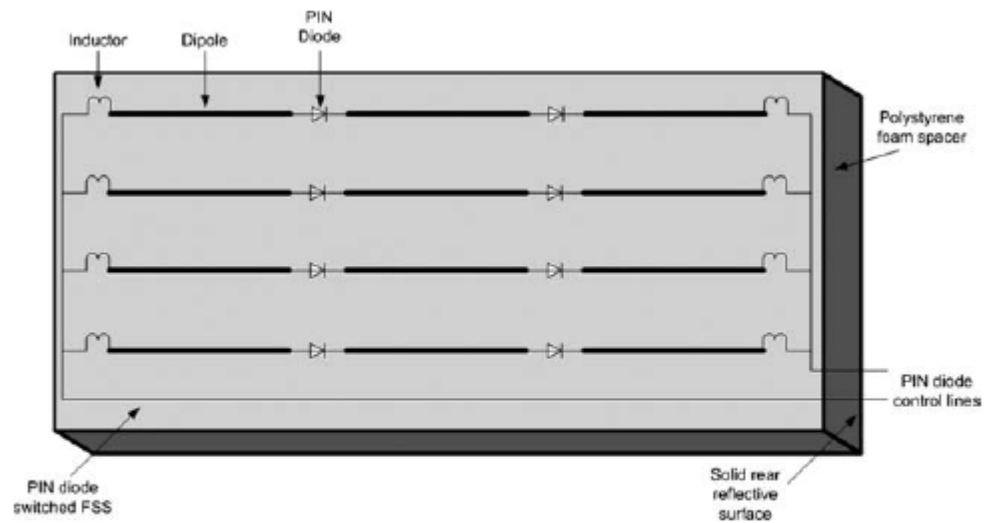 PIN
Diode
Inductor
Dipole
Polystyrene
foam spacer
PIN diode
control lines
PIN diode
switched FSS
Solid rear
reflective
surface